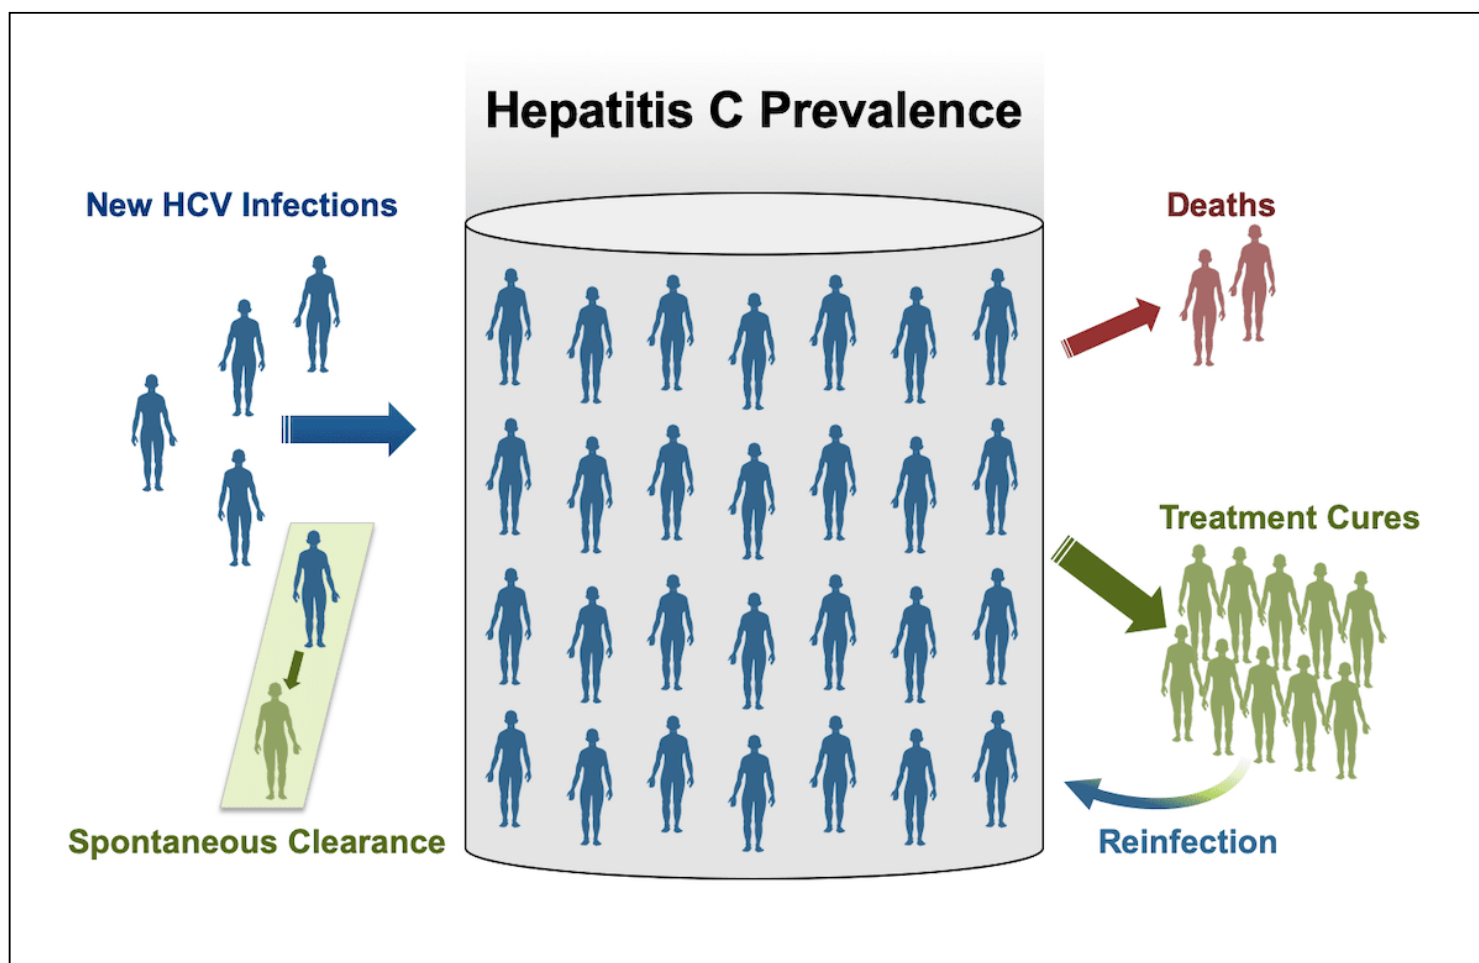 Hepatitis C Prevalence
New HCV Infections
Deaths
Treatment Cures
Spontaneous Clearance
Reinfection